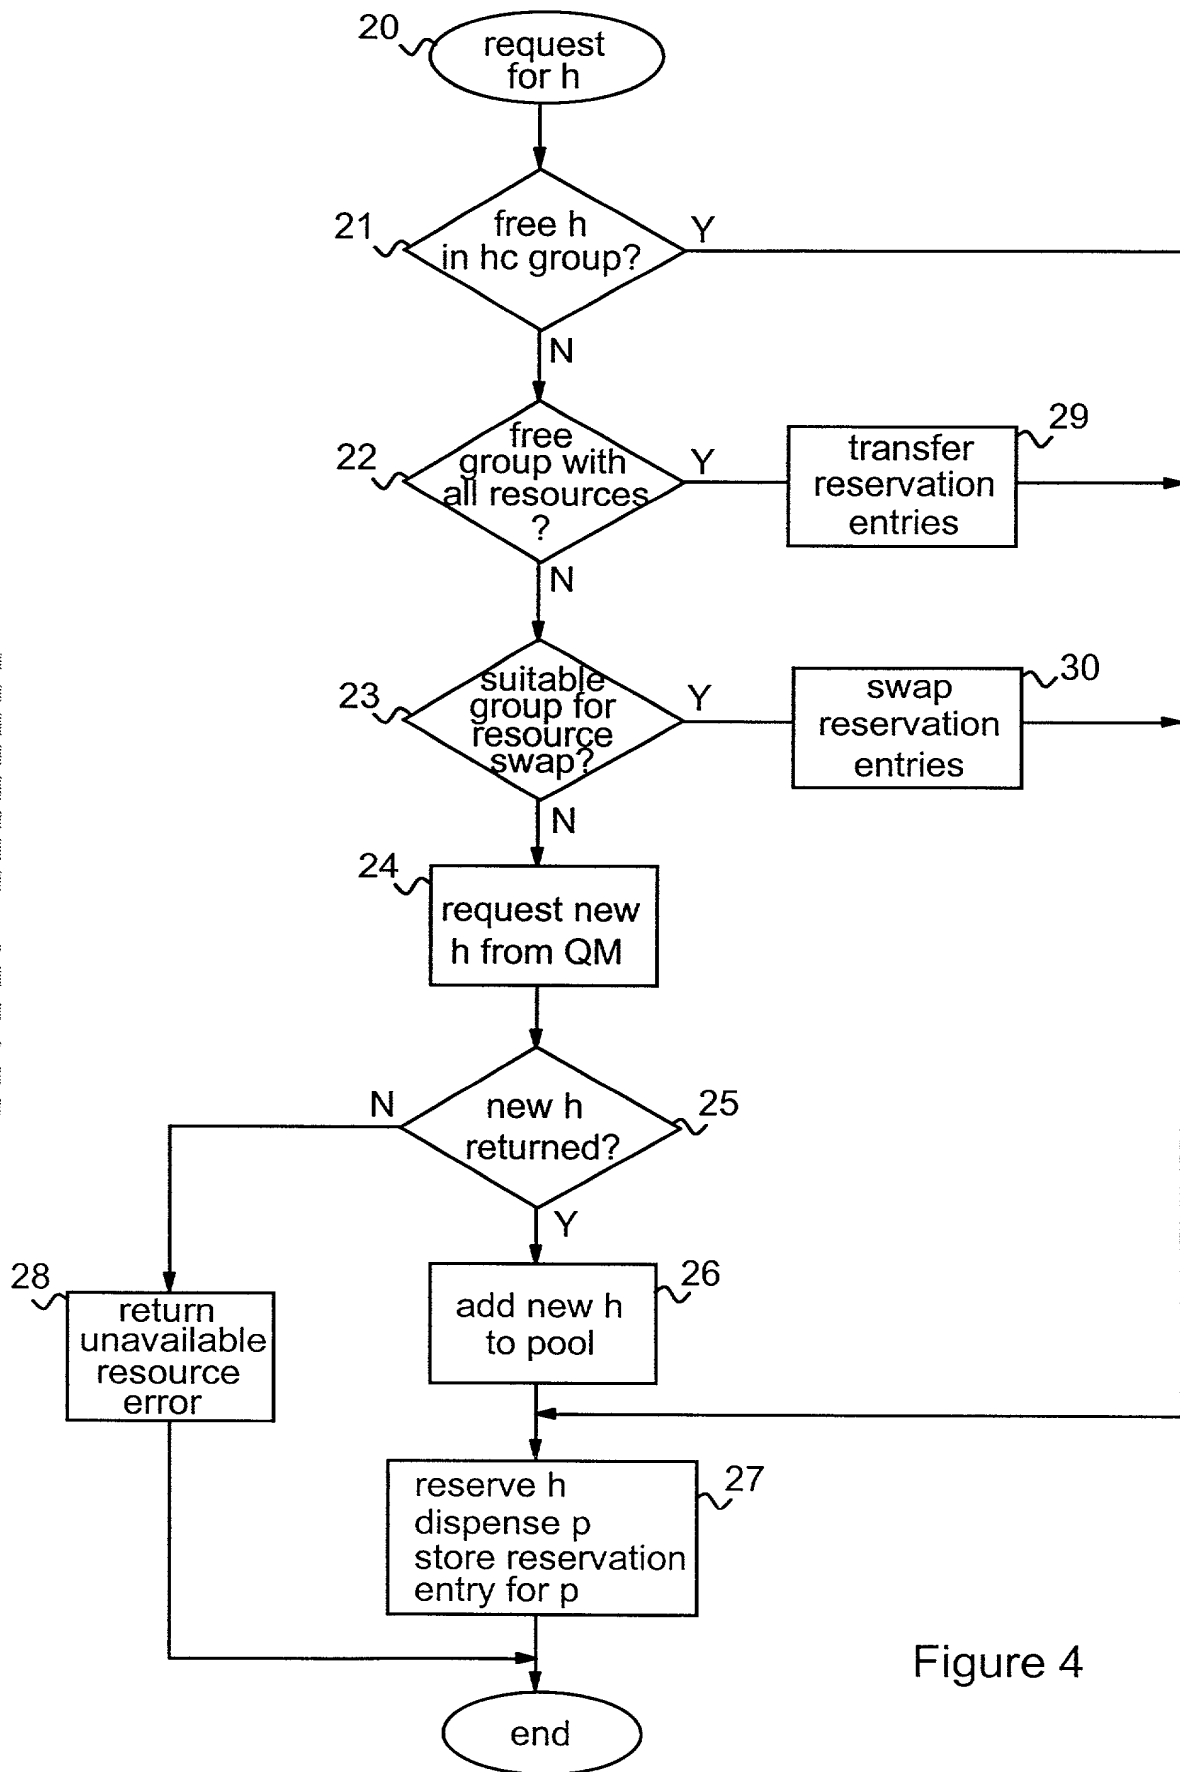 20
request
for h
21
free h
in hc group?
Y
N
22
free
group with
all resources
?
Y
29
transfer
reservation
entries
N
23
suitable
group for
resource
swap?
Y
30
swap
reservation
entries
N
24
request new
h from QM
N
new h
returned?
25
Y
28
return
unavailable
resource
error
26
add new h
to pool
27
reserve h
dispense p
store reservation
entry for p
Figure 4
end